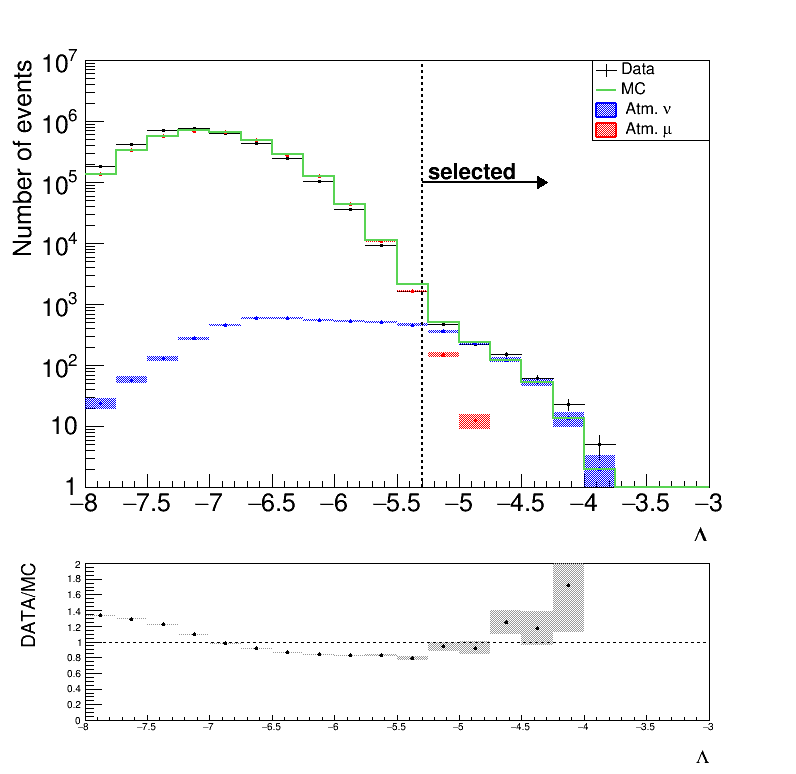 Number of events
10^7
10^6
10^5
10^4
10^3
10^2
10
1
Data
MC
Atm. ν
Atm. μ
selected
−8 −7.5 −7 −6.5 −6 −5.5 −5 −4.5 −4 −3.5 −3
Λ
DATA/MC
2
1.8
1.6
1.4
1.2
1
0.8
0.6
0.4
0.2
0
−8 −7.5 −7 −6.5 −6 −5.5 −5 −4.5 −4 −3.5 −3
Λ